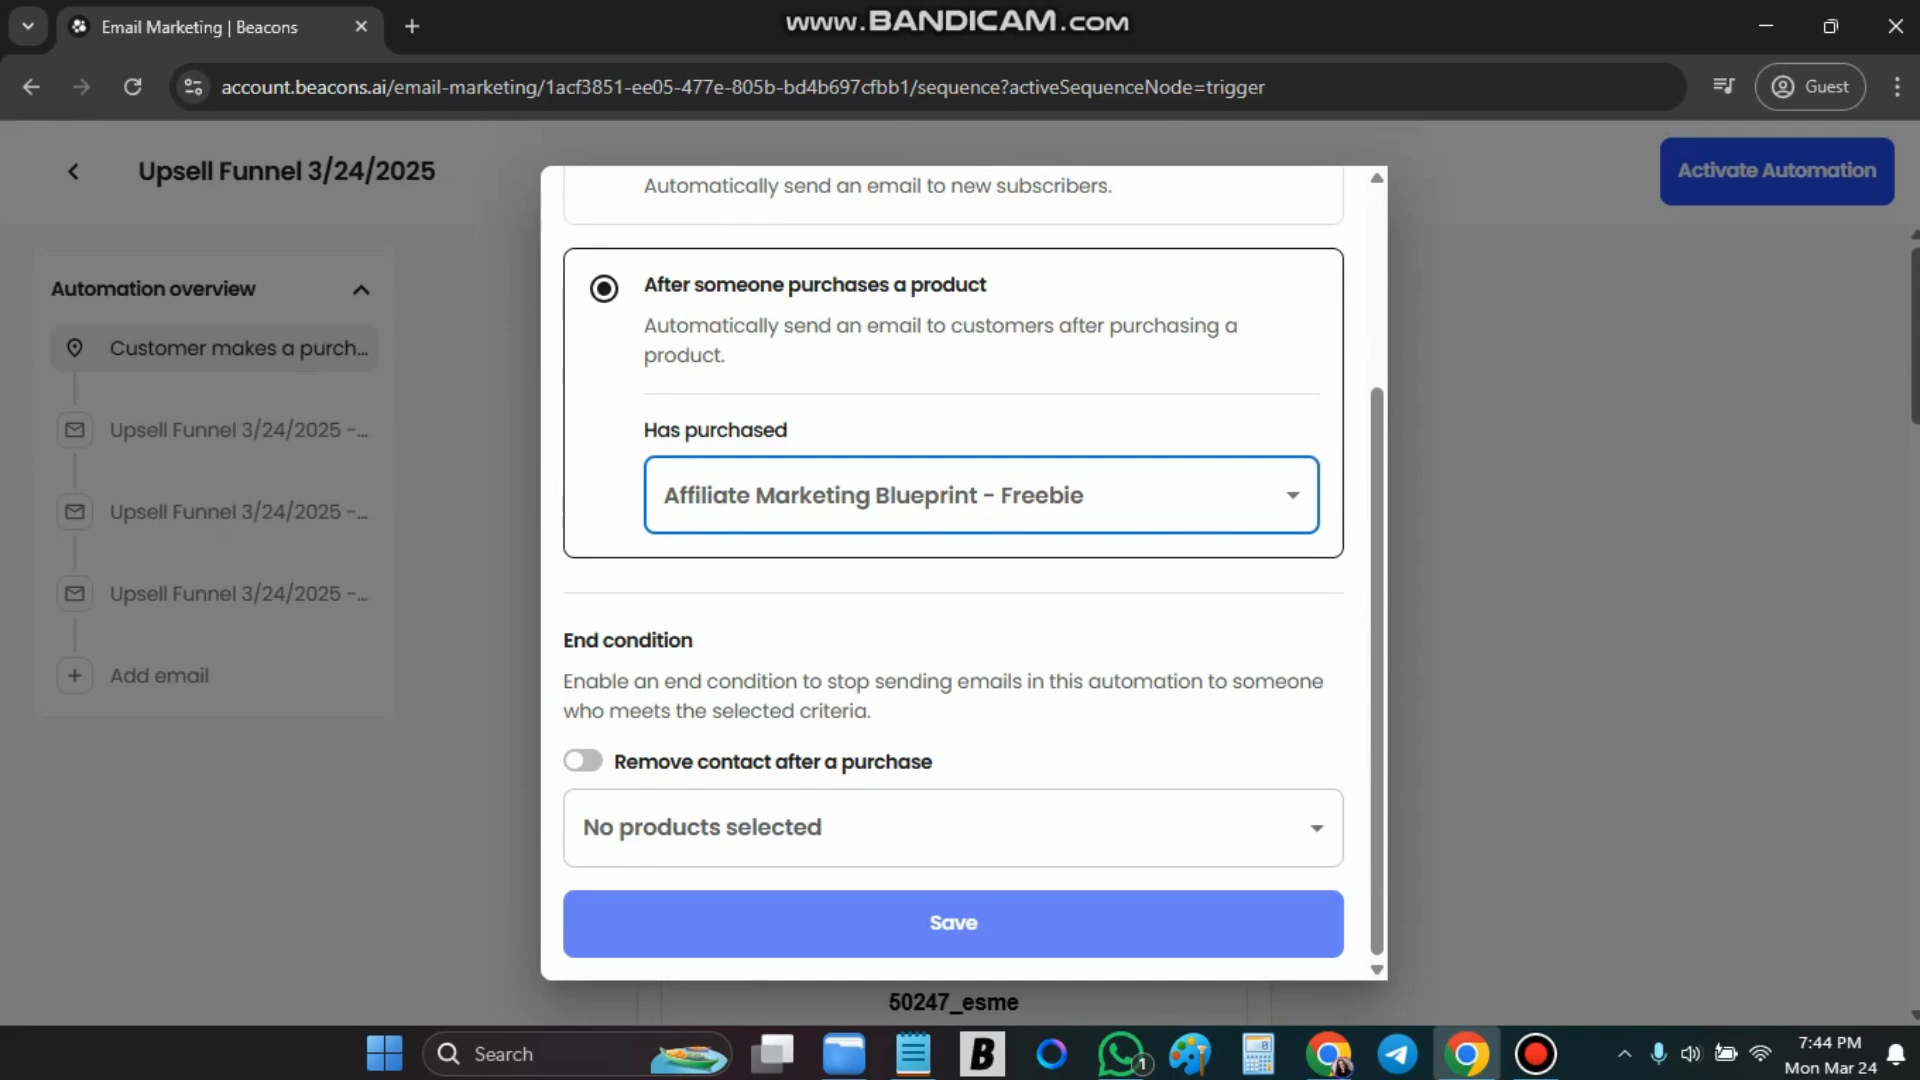 Email Marketing | Beacons
www.BANDICAM.com
account.beacons.ai/email-marketing/1acf3851-ee05-477e-805b-bd4b697cfbb1/sequence?activeSequenceNode=trigger
Guest
Upsell Funnel 3/24/2025
Activate Automation
Automation overview
Customer makes a purch...
Upsell Funnel 3/24/2025 -...
Upsell Funnel 3/24/2025 -...
Upsell Funnel 3/24/2025 -...
Add email
Automatically send an email to new subscribers.
After someone purchases a product
Automatically send an email to customers after purchasing a
product.
Has purchased
Affiliate Marketing Blueprint - Freebie
End condition
Enable an end condition to stop sending emails in this automation to someone
who meets the selected criteria.
Remove contact after a purchase
No products selected
Save
50247_esme
Search
B
1
7:44 PM
Mon Mar 24